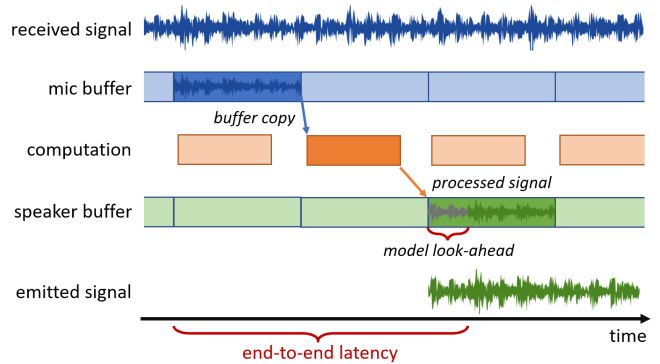 received signal
mic buffer
buffer copy
computation
processed signal
speaker buffer
model look-ahead
emitted signal
time
end-to-end latency